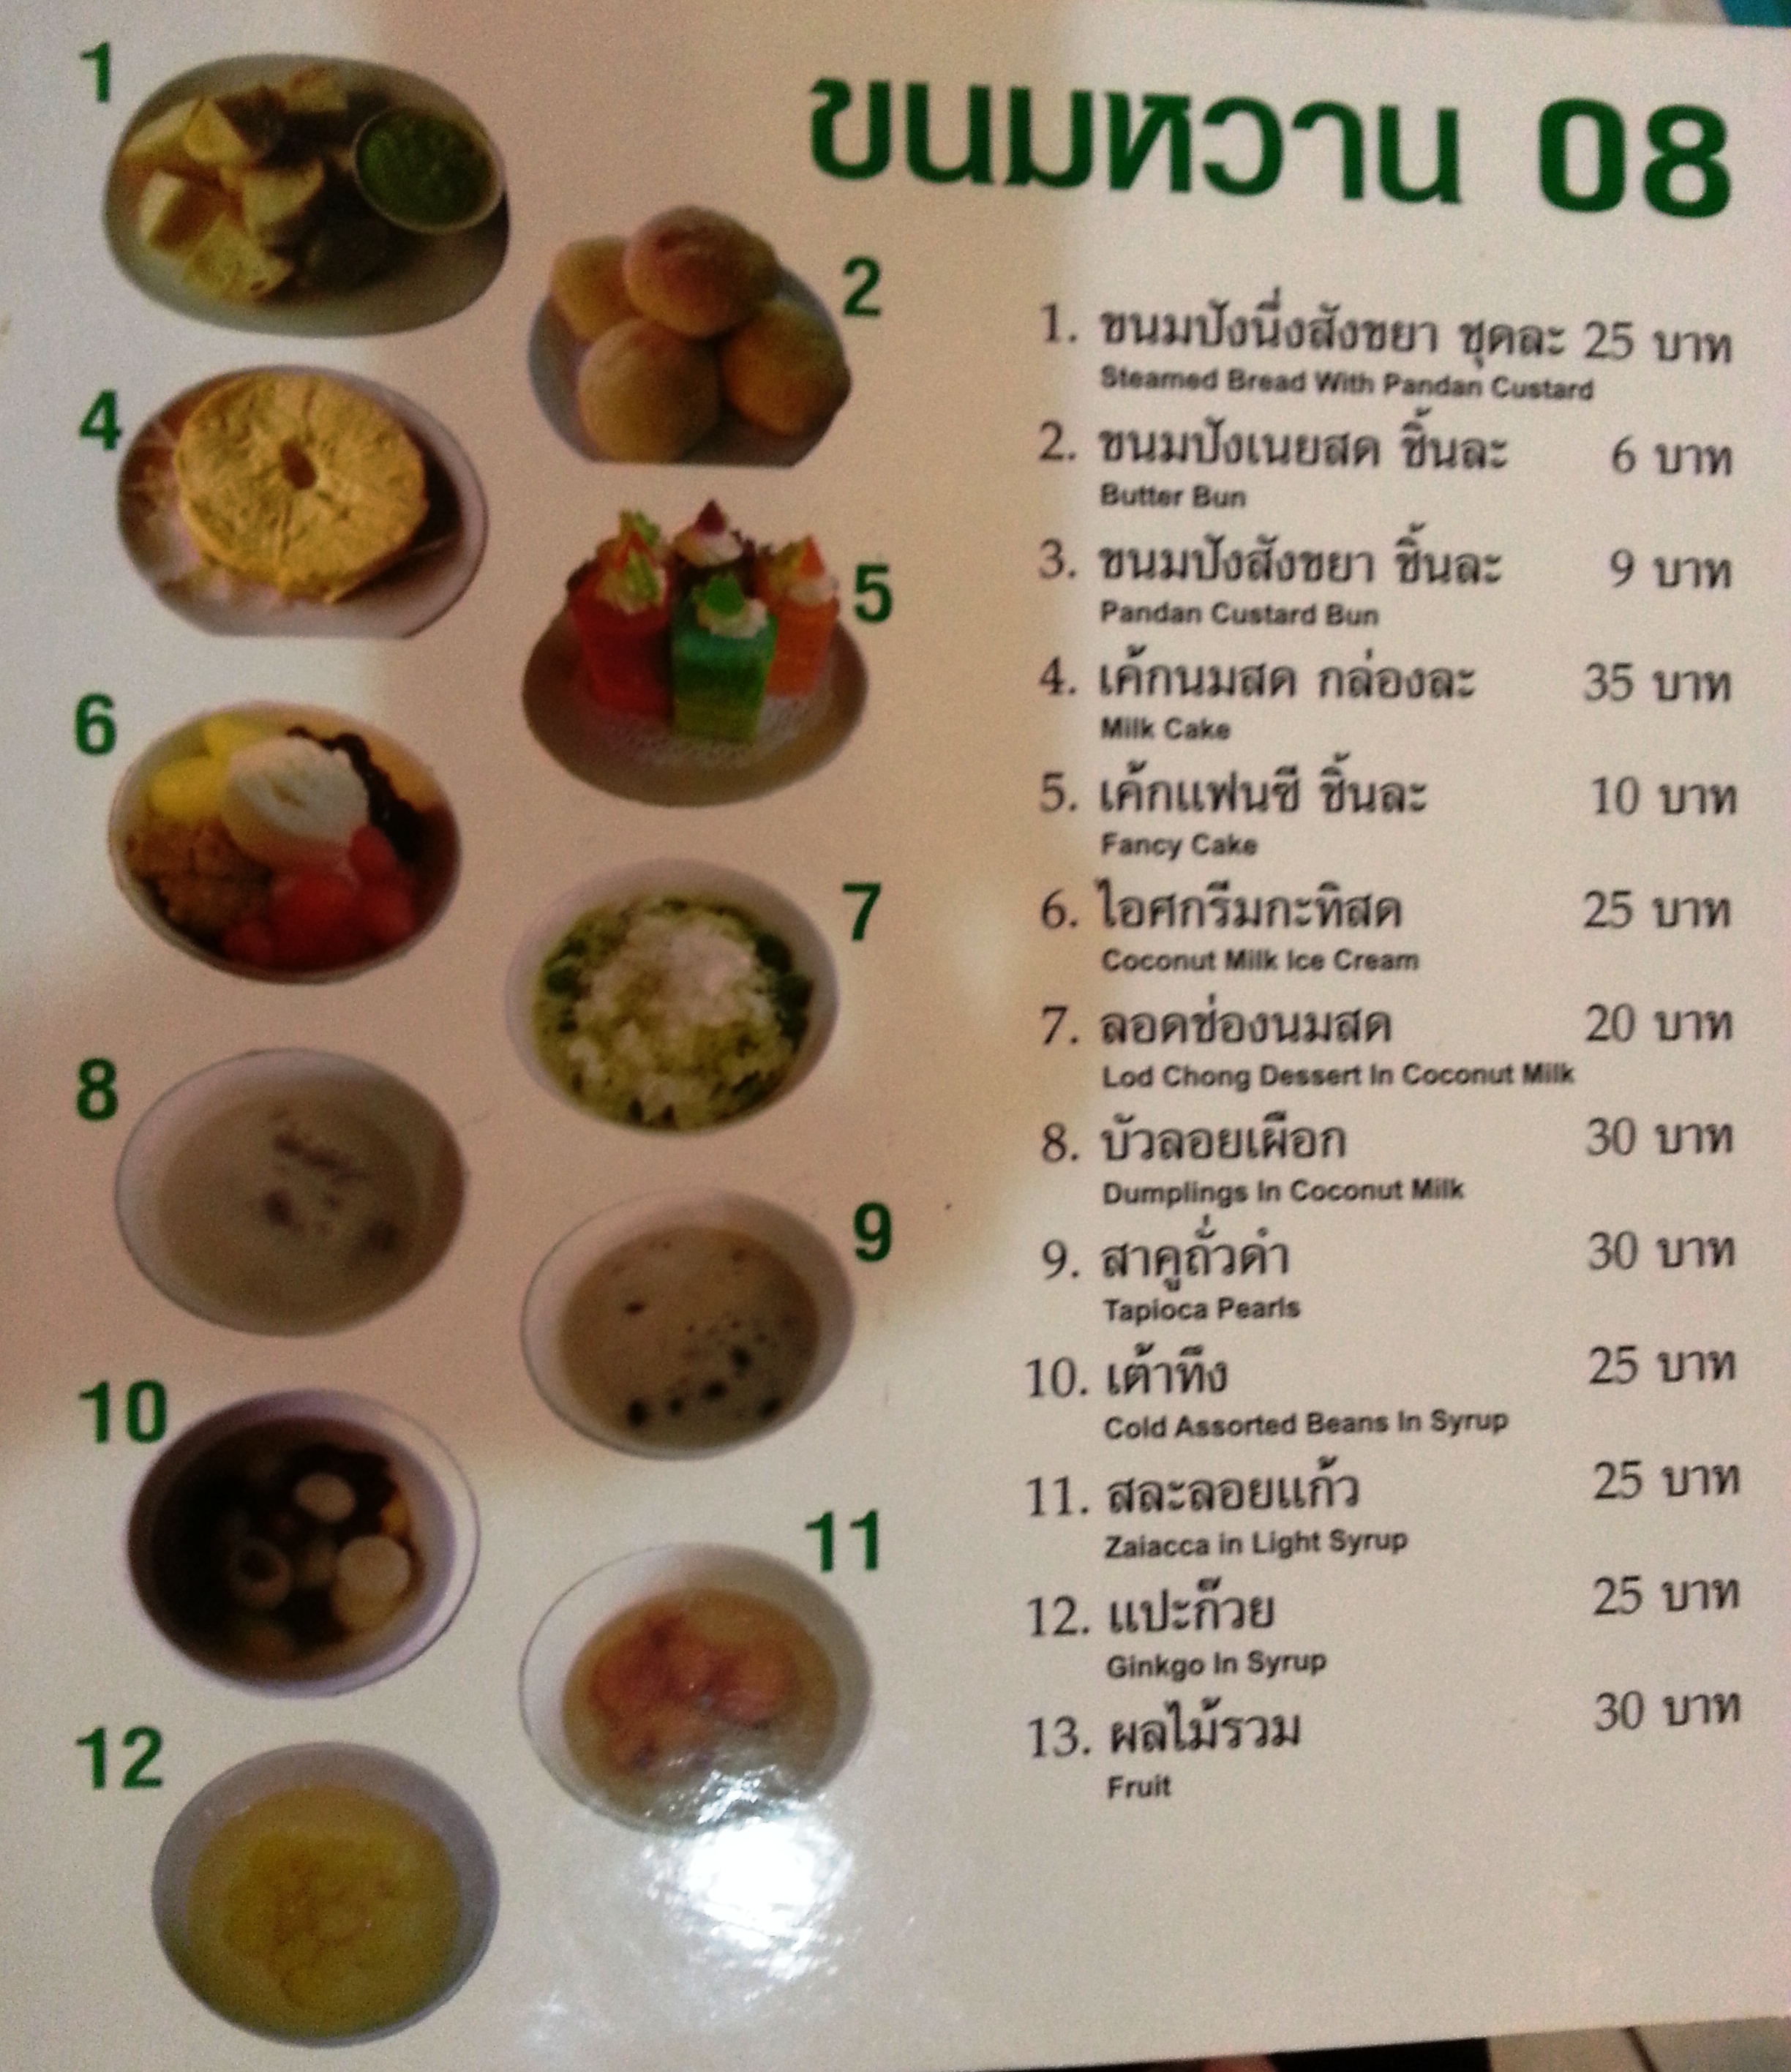 ขนมหวาน 08
1. ขนมปังนึ่งสังขยา ชุดละ 25 บาท
Steamed Bread With Pandan Custard
2. ขนมปังเนยสด ชิ้นละ 6 บาท
Butter Bun
3. ขนมปังสังขยา ชิ้นละ 9 บาท
Pandan Custard Bun
4. เค้กนมสด กล่องละ 35 บาท
Milk Cake
5. เค้กแฟนซี ชิ้นละ 10 บาท
Fancy Cake
6. ไอศกรีมกะทิสด 25 บาท
Coconut Milk Ice Cream
7. ลอดช่องนมสด 20 บาท
Lod Chong Dessert In Coconut Milk
8. บัวลอยเผือก 30 บาท
Dumplings In Coconut Milk
9. สาคูถั่วดำ 30 บาท
Tapioca Pearls
10. เต้าทึง 25 บาท
Cold Assorted Beans In Syrup
11. สละลอยแก้ว 25 บาท
Zalacca in Light Syrup
12. แปะก๊วย 25 บาท
Ginkgo In Syrup
13. ผลไม้รวม 30 บาท
Fruit
1
2
4
5
6
7
8
9
10
11
12